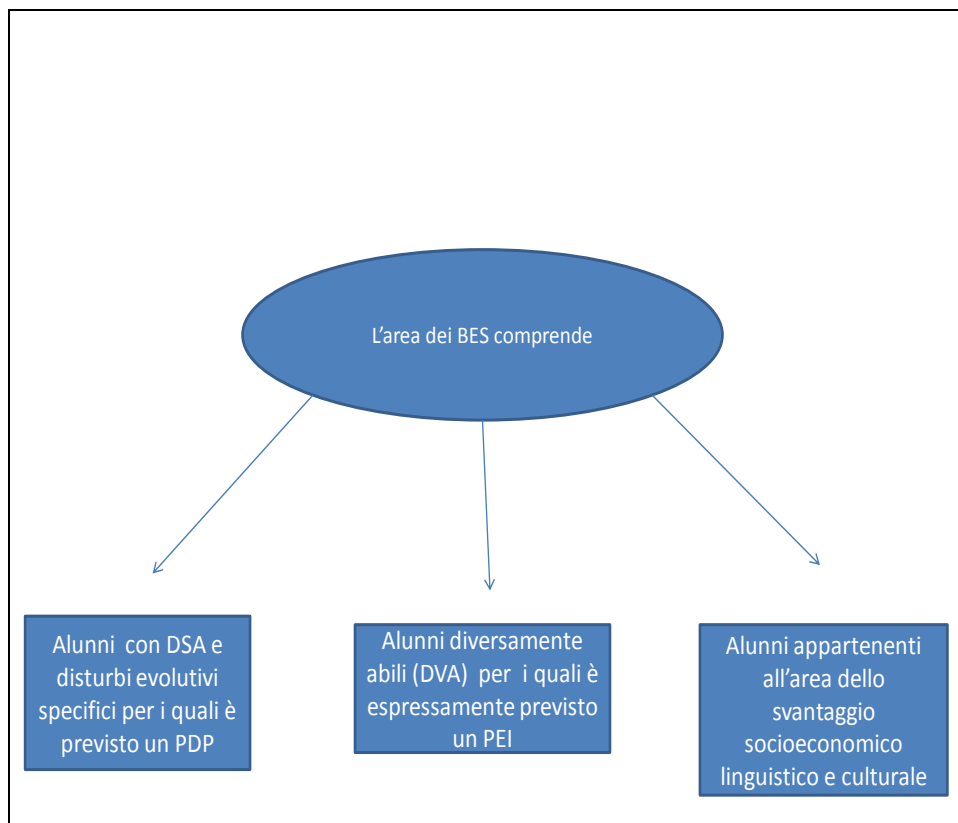 L'area dei BES comprende
Alunni con DSA e
disturbi evolutivi
specifici per i quali è
previsto un PDP
Alunni diversamente
abili (DVA) per i quali è
espressamente previsto
un PEI
Alunni appartenenti
all'area dello
svantaggio
socioeconomico
linguistico e culturale